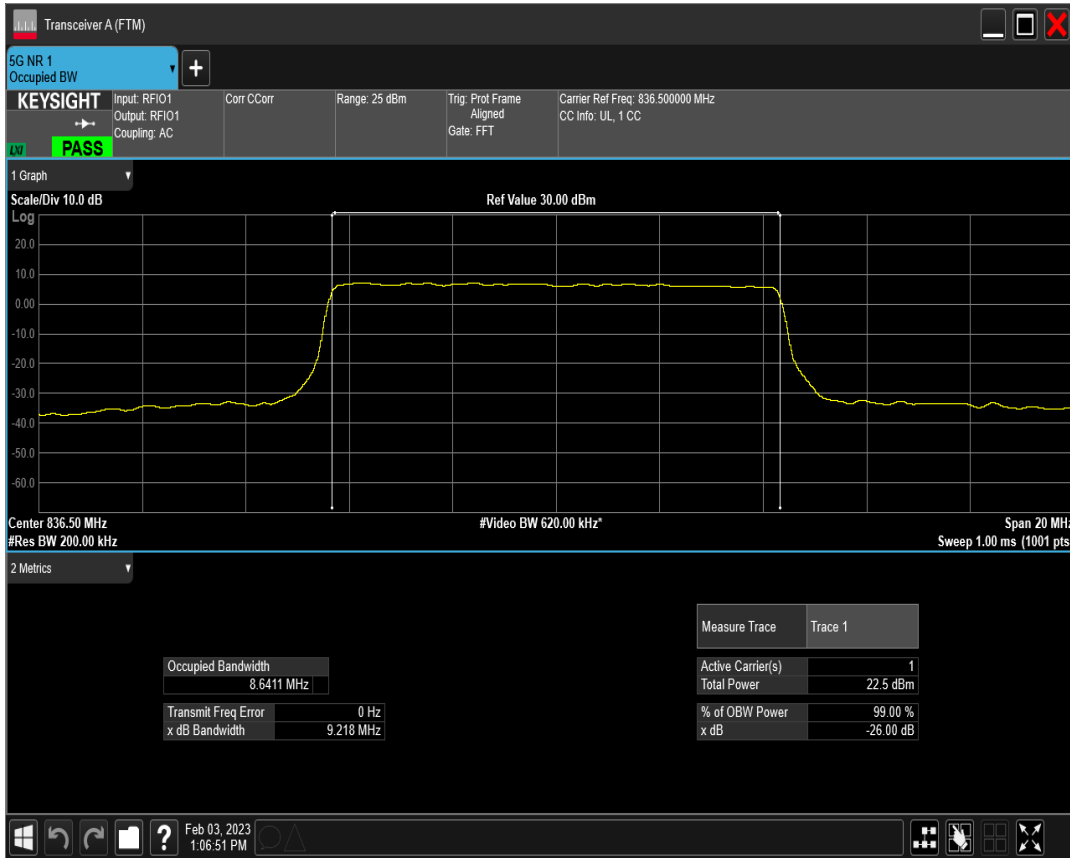 Transceiver A (FTM)
5G NR 1
Occupied BW
+
KEYSIGHT
LXI
PASS
Input: RFIO1
Output: RFIO1
Coupling: AC
Corr CCorr
Range: 25 dBm
Trig: Prot Frame
Aligned
Gate: FFT
Carrier Ref Freq: 836.500000 MHz
CC Info: UL, 1 CC
1 Graph
Scale/Div 10.0 dB
Ref Value 30.00 dBm
Log
20.0
10.0
0.00
-10.0
-20.0
-30.0
-40.0
-50.0
-60.0
Center 836.50 MHz
#Video BW 620.00 kHz*
Span 20 MHz
#Res BW 200.00 kHz
Sweep 1.00 ms (1001 pts
2 Metrics
Measure Trace Trace 1
Occupied Bandwidth
8.6411 MHz
Active Carrier(s) 1
Total Power 22.5 dBm
Transmit Freq Error 0 Hz
x dB Bandwidth 9.218 MHz
% of OBW Power 99.00 %
x dB -26.00 dB
?
Feb 03, 2023
1:06:51 PM